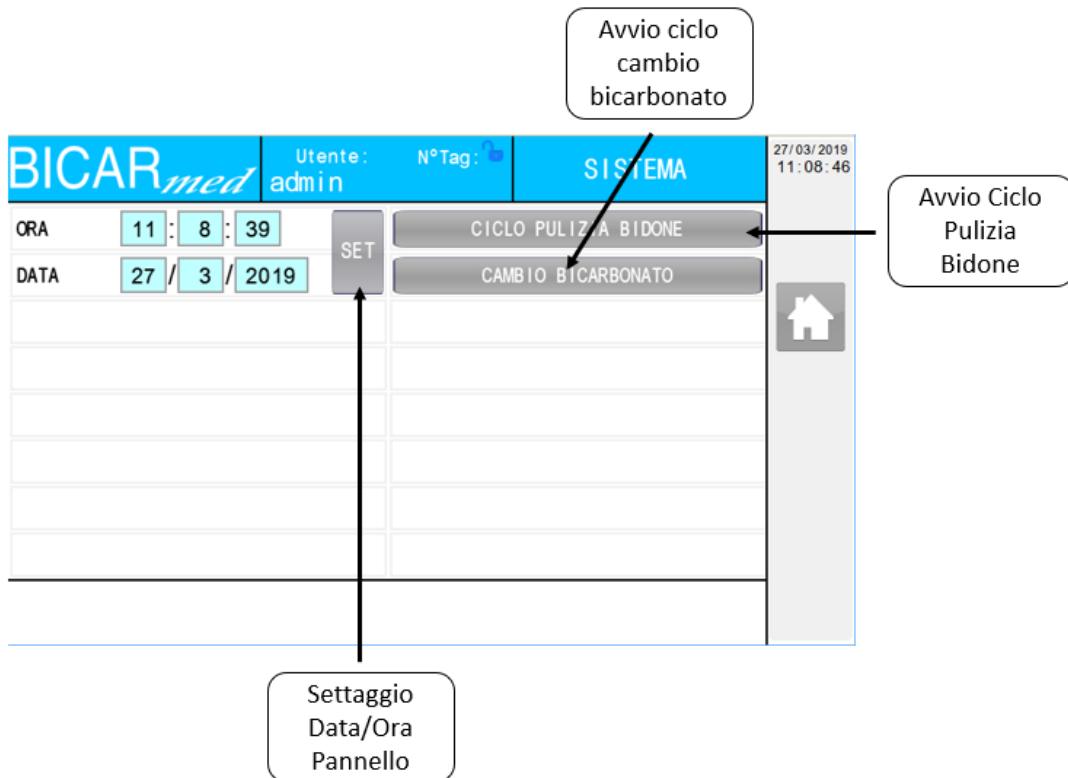 Avvio ciclo
cambio
bicarbonato
BICARmed
Utente:
admin
N°Tag:
SISTEMA
27/03/2019
11:08:46
ORA 11 : 8 : 39
SET
CICLO PULIZIA BIDONE
DATA 27 / 3 / 2019
CAMBIO BICARBONATO
Avvio Ciclo
Pulizia
Bidone
Settaggio
Data/Ora
Pannello